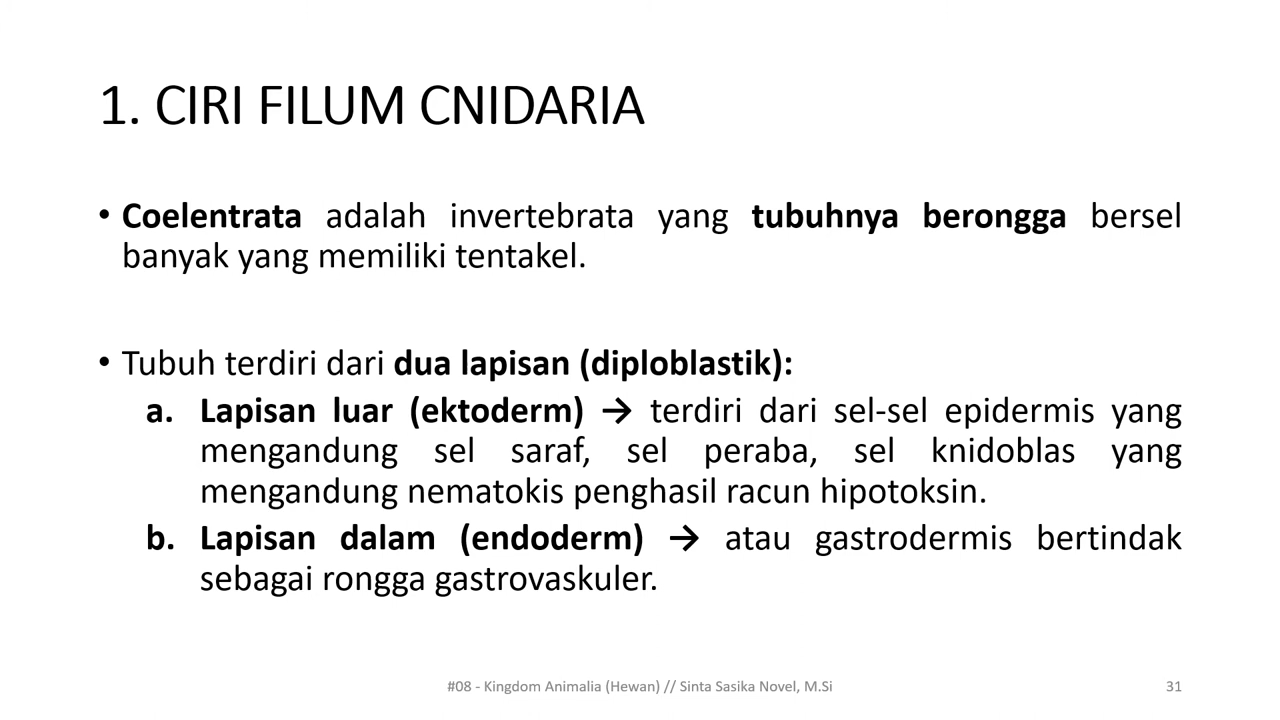 1. CIRI FILUM CNIDARIA
• Coelentrata adalah invertebrata yang tubuhnya berongga bersel
banyak yang memiliki tentakel.
• Tubuh terdiri dari dua lapisan (diploblastik):
a. Lapisan luar (ektoderm) → terdiri dari sel-sel epidermis yang
mengandung sel saraf, sel peraba, sel knidoblas yang
mengandung nematokis penghasil racun hipotoksin.
b. Lapisan dalam (endoderm) → atau gastrodermis bertindak
sebagai rongga gastrovaskuler.
#08 - Kingdom Animalia (Hewan) // Sinta Sasika Novel, M.Si
31